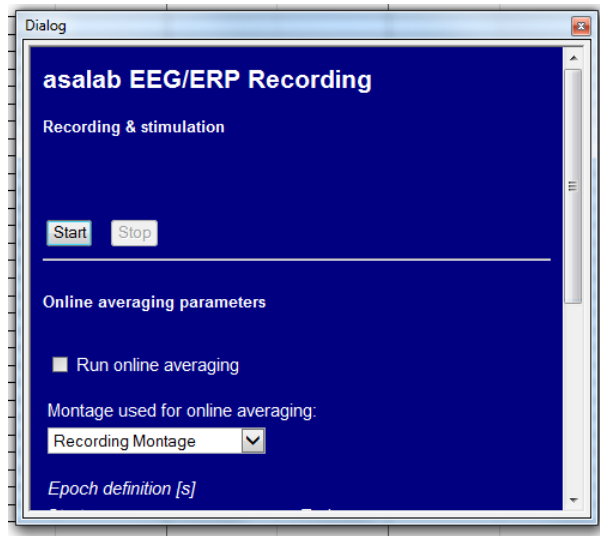 Dialog
asalab EEG/ERP Recording
Recording & stimulation
Start Stop
Online averaging parameters
Run online averaging
Montage used for online averaging:
Recording Montage
Epoch definition [s]